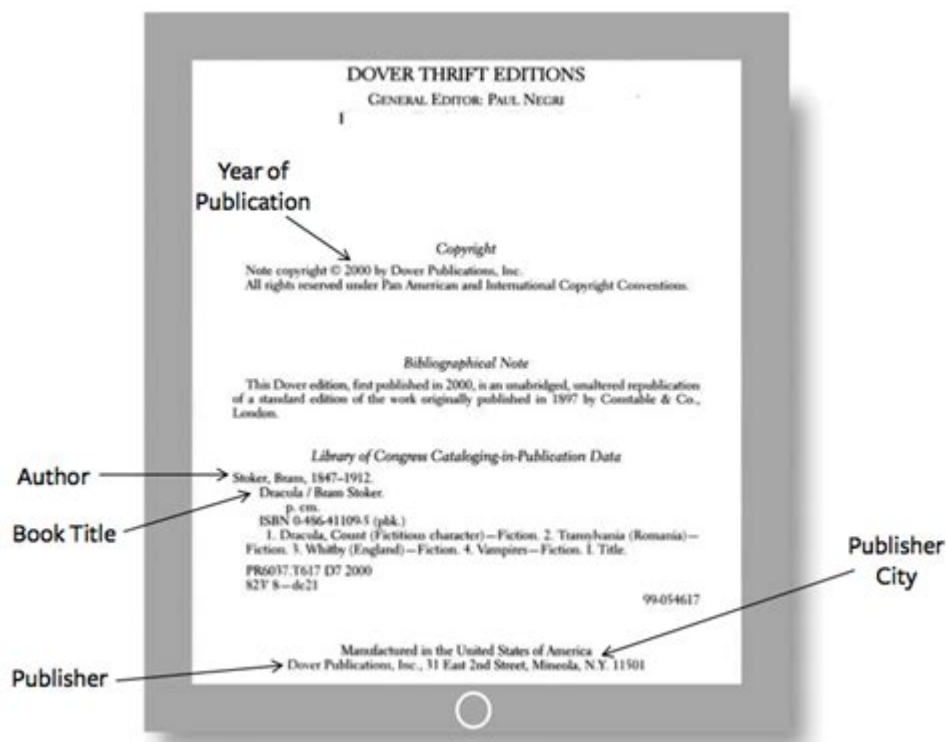 DOVER THRIFT EDITIONS
GENERAL EDITOR: PAUL NEGRI
Year of
Publication
Copyright
Note copyright © 2000 by Dover Publications, Inc.
All rights reserved under Pan American and International Copyright Conventions.
Bibliographical Note
This Dover edition, first published in 2000, is an unabridged, unaltered republication
of a standard edition of the work originally published in 1897 by Constable & Co.,
London.
Library of Congress Cataloging-in-Publication Data
Author
Stoker, Bram, 1847–1912.
Book Title
Dracula / Bram Stoker.
p. cm.
ISBN 0-486-41109-5 (pbk.)
1. Dracula, Count (Fictitious character)—Fiction. 2. Transylvania (Romania)—
Fiction. 3. Whitby (England)—Fiction. 4. Vampires—Fiction. I. Title.
PR6037.T617 D7 2000
823' 8—dc21
99-054617
Publisher
City
Manufactured in the United States of America
Publisher
Dover Publications, Inc., 31 East 2nd Street, Mineola, N.Y. 11501